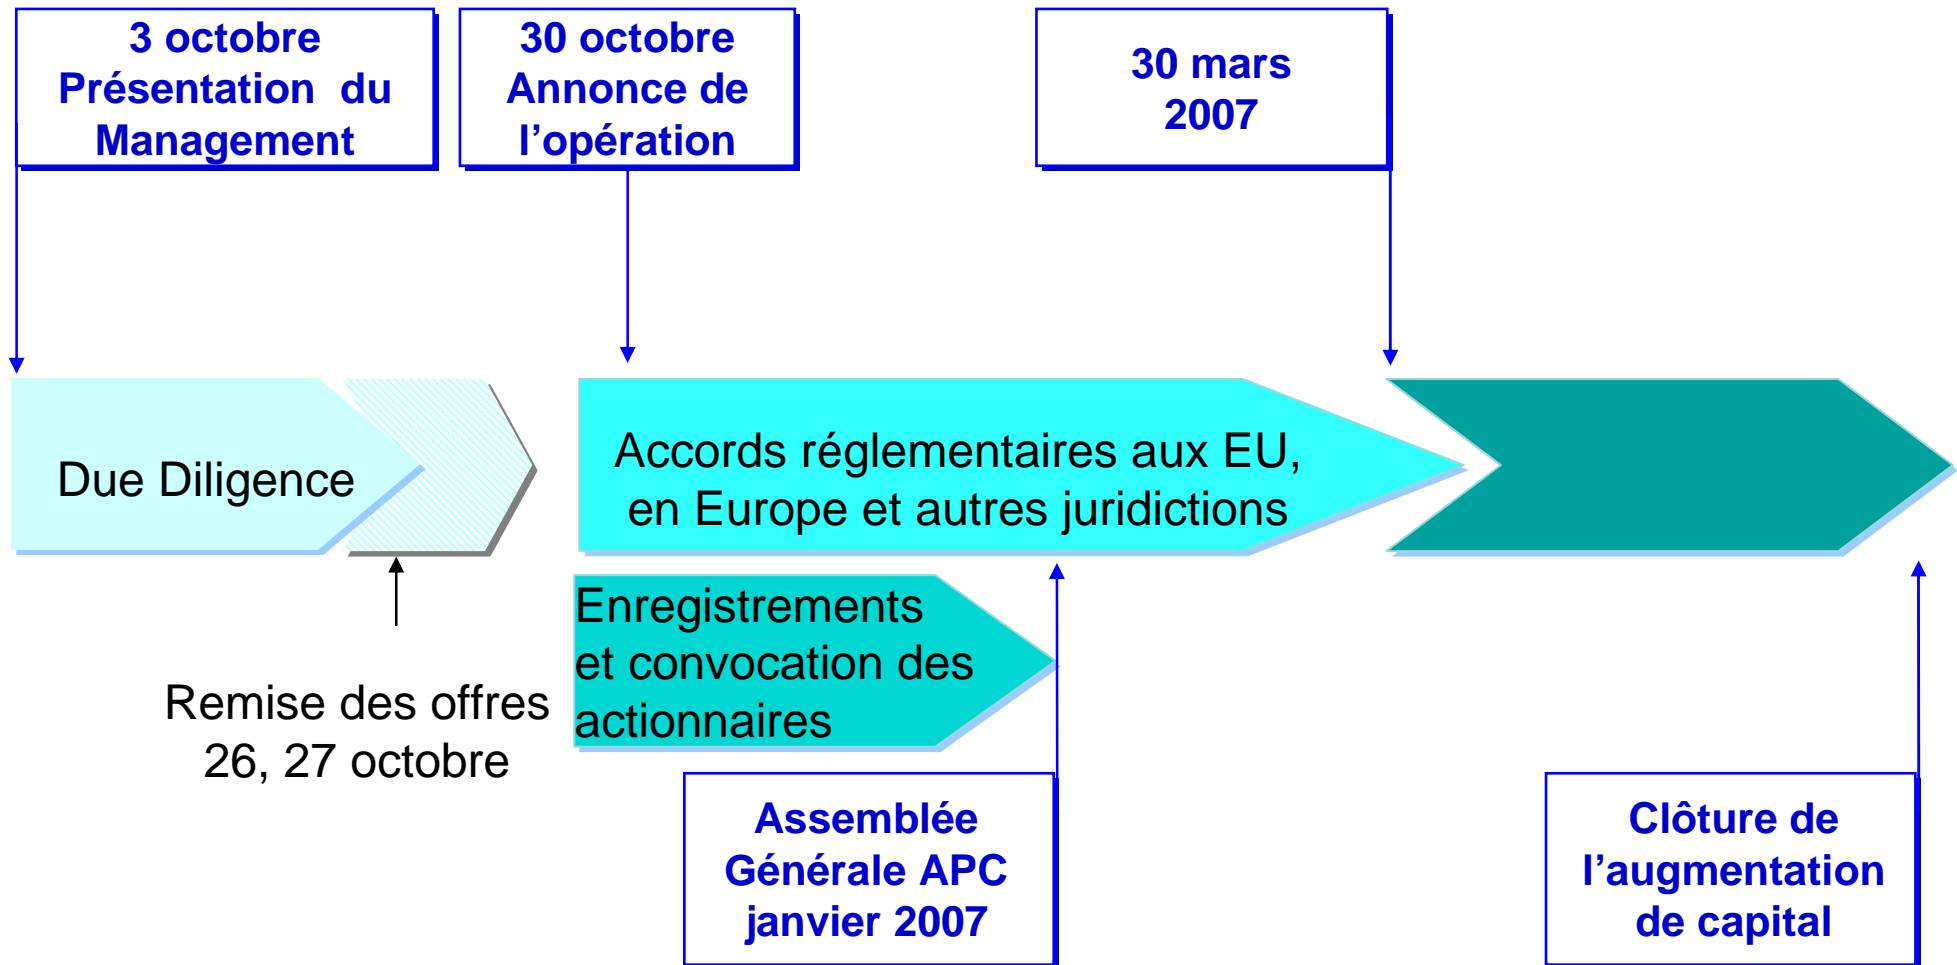 3 octobre
Présentation du
Management
30 octobre
Annonce de
l’opération
30 mars
2007
Due Diligence
Accords réglementaires aux EU,
en Europe et autres juridictions
Enregistrements
et convocation des
actionnaires
Remise des offres
26, 27 octobre
Assemblée
Générale APC
janvier 2007
Clôture de
l’augmentation
de capital